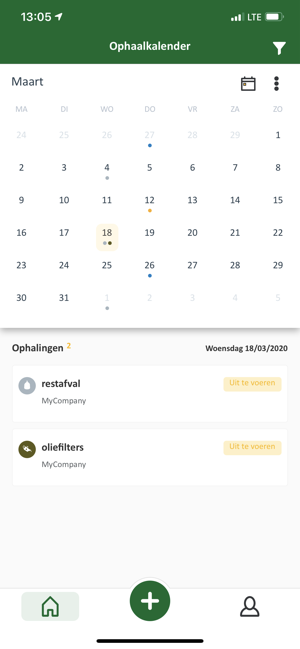 13:05 LTE
Ophaalkalender
Maart
MA DI WO DO VR ZA ZO
24 25 26 27 28 29 1
2 3 4 5 6 7 8
9 10 11 12 13 14 15
16 17 18 19 20 21 22
23 24 25 26 27 28 29
30 31 1 2 3 4 5
Ophalingen 2 Woensdag 18/03/2020
restafval Uit te voeren
MyCompany
oliefilters Uit te voeren
MyCompany